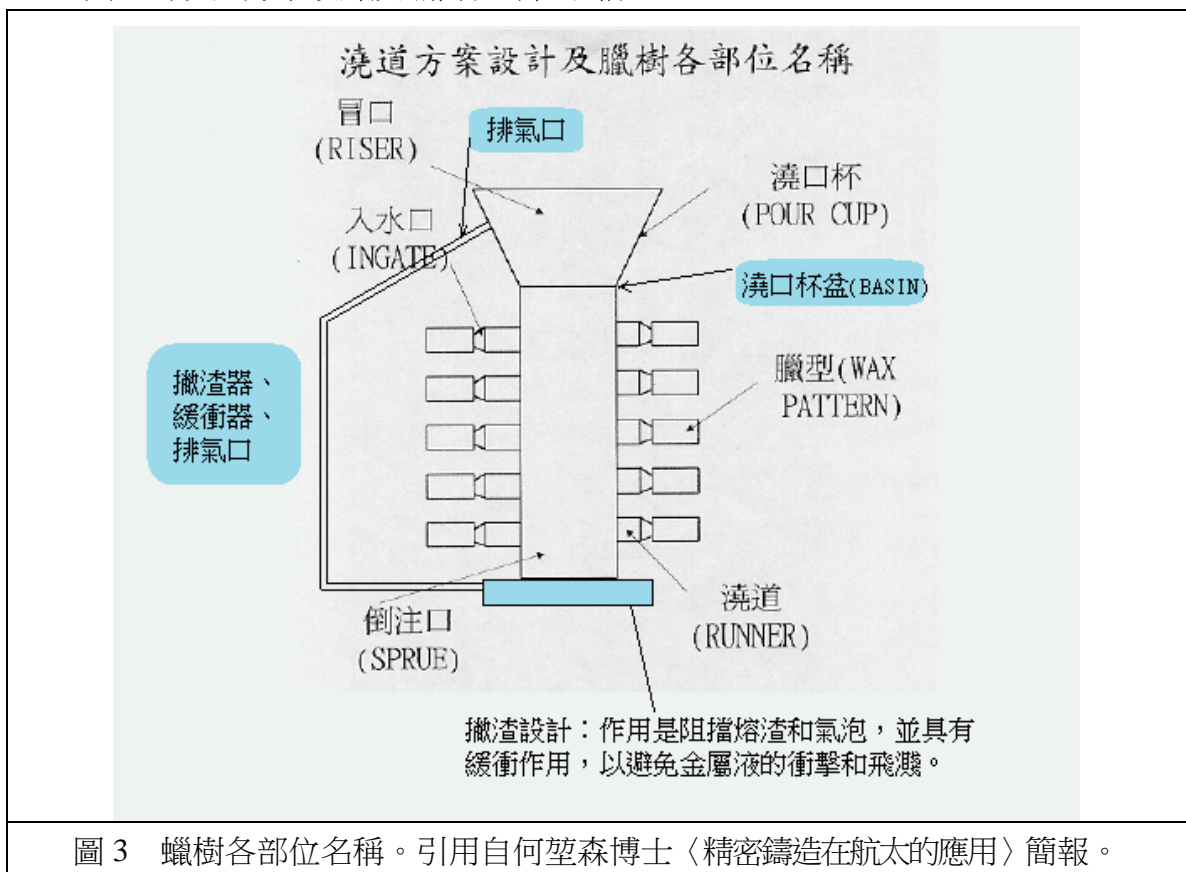 澆道方案設計及臘樹各部位名稱
冒口
(RISER)
排氣口
澆口杯
(POUR CUP)
入水口
(INGATE)
澆口杯盆(BASIN)
撇渣器、
緩衝器、
排氣口
臘型(WAX
PATTERN)
倒注口
(SPRUE)
澆道
(RUNNER)
撇渣設計：作用是阻擋熔渣和氣泡，並具有
緩衝作用，以避免金屬液的衝擊和飛濺。
圖 3 蠟樹各部位名稱。引用自何堃森博士〈精密鑄造在航太的應用〉簡報。